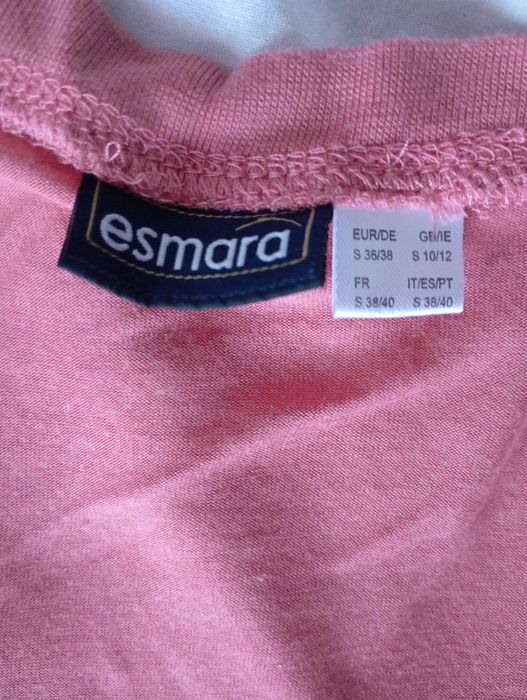 esmara
EUR/DE GB/IE
S 36/38 S 10/12
FR IT/ES/PT
S 38/40 S 38/40